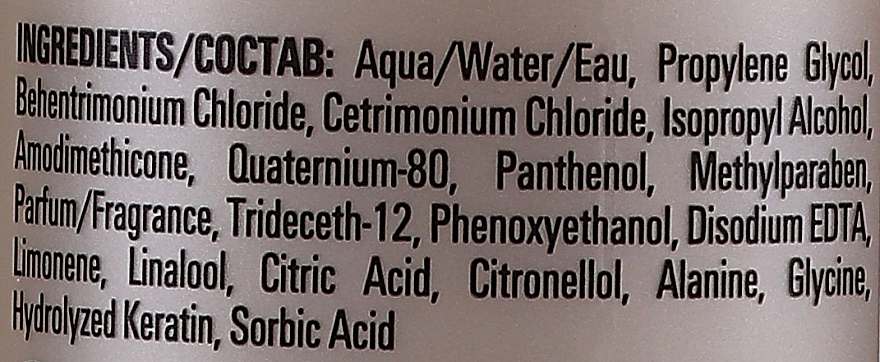 INGREDIENTS/СОСТАВ: Aqua/Water/Eau, Propylene Glycol,
Behentrimonium Chloride, Cetrimonium Chloride, Isopropyl Alcohol,
Amodimethicone, Quaternium-80, Panthenol, Methylparaben,
Parfum/Fragrance, Trideceth-12, Phenoxyethanol, Disodium EDTA,
Limonene, Linalool, Citric Acid, Citronellol, Alanine, Glycine,
Hydrolyzed Keratin, Sorbic Acid